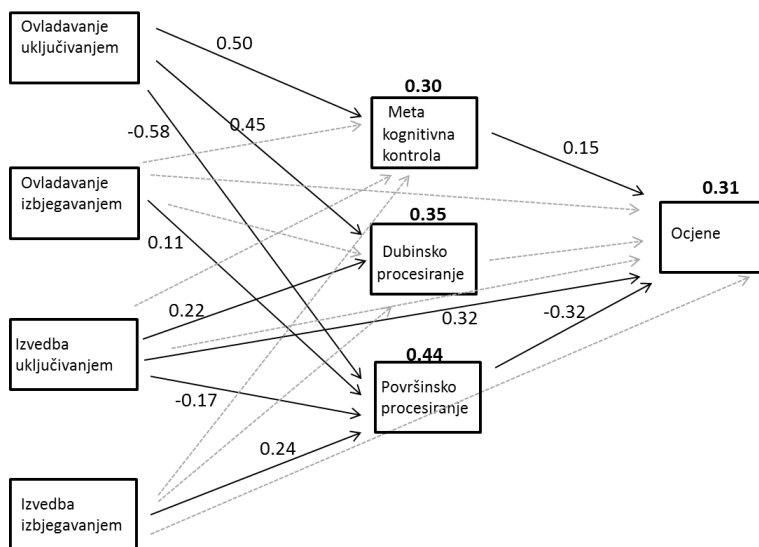 Ovladavanje
uključivanjem
0.50
0.30
Meta
kognitivna
kontrola
-0.58
0.45
0.15
Ovladavanje
izbjegavanjem
0.31
Ocjene
0.35
Dubinsko
procesiranje
0.11
0.22
0.32
-0.32
Izvedba
uključivanjem
0.44
Površinsko
procesiranje
-0.17
0.24
Izvedba
izbjegavanjem